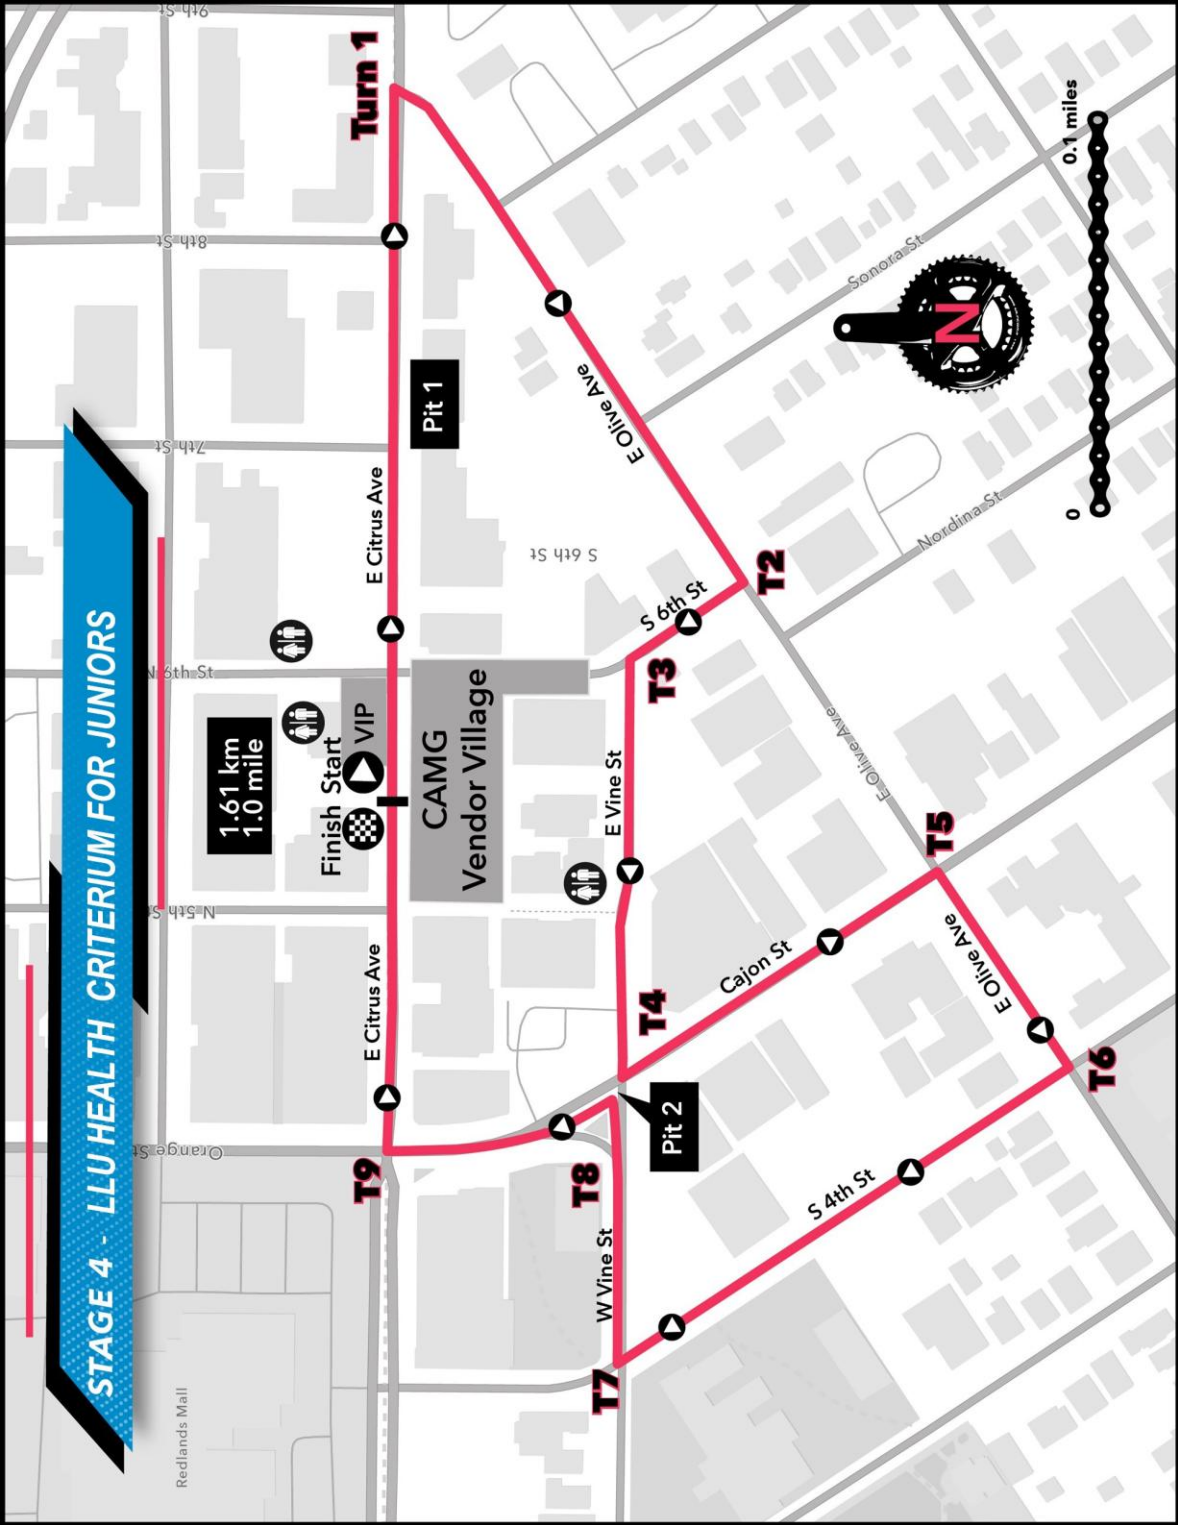 STAGE 4 - LLU HEALTH CRITERIUM FOR JUNIORS
1.61 km
1.0 mile
Finish
Start
VIP
CAMG
Vendor Village
Pit 1
Pit 2
Turn 1
T2
T3
T4
T5
T6
T7
T8
T9
E Citrus Ave
E Citrus Ave
E Olive Ave
E Olive Ave
E Olive Ave
S 6th St
S 6th St
E Vine St
W Vine St
Cajon St
S 4th St
Orange St
N 5th St
7th St
8th St
9th St
Sonora St
Nordina St
Redlands Mall
N
0
0.1 miles